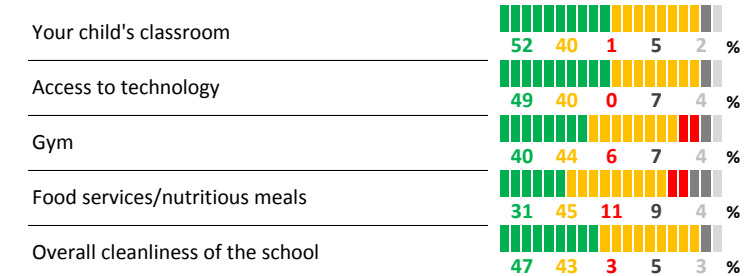 Your child's classroom
52 40 1 5 2 %
Access to technology
49 40 0 7 4 %
Gym
40 44 6 7 4 %
Food services/nutritious meals
31 45 11 9 4 %
Overall cleanliness of the school
47 43 3 5 3 %